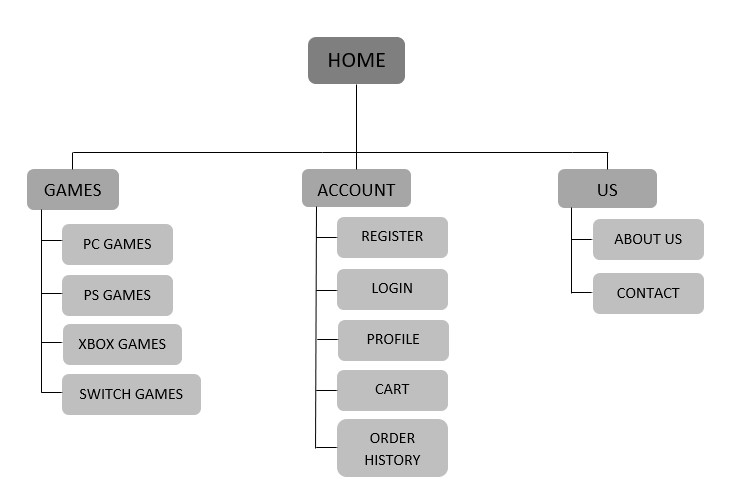 HOME
GAMES
PC GAMES
PS GAMES
XBOX GAMES
SWITCH GAMES
ACCOUNT
REGISTER
LOGIN
PROFILE
CART
ORDER
HISTORY
US
ABOUT US
CONTACT